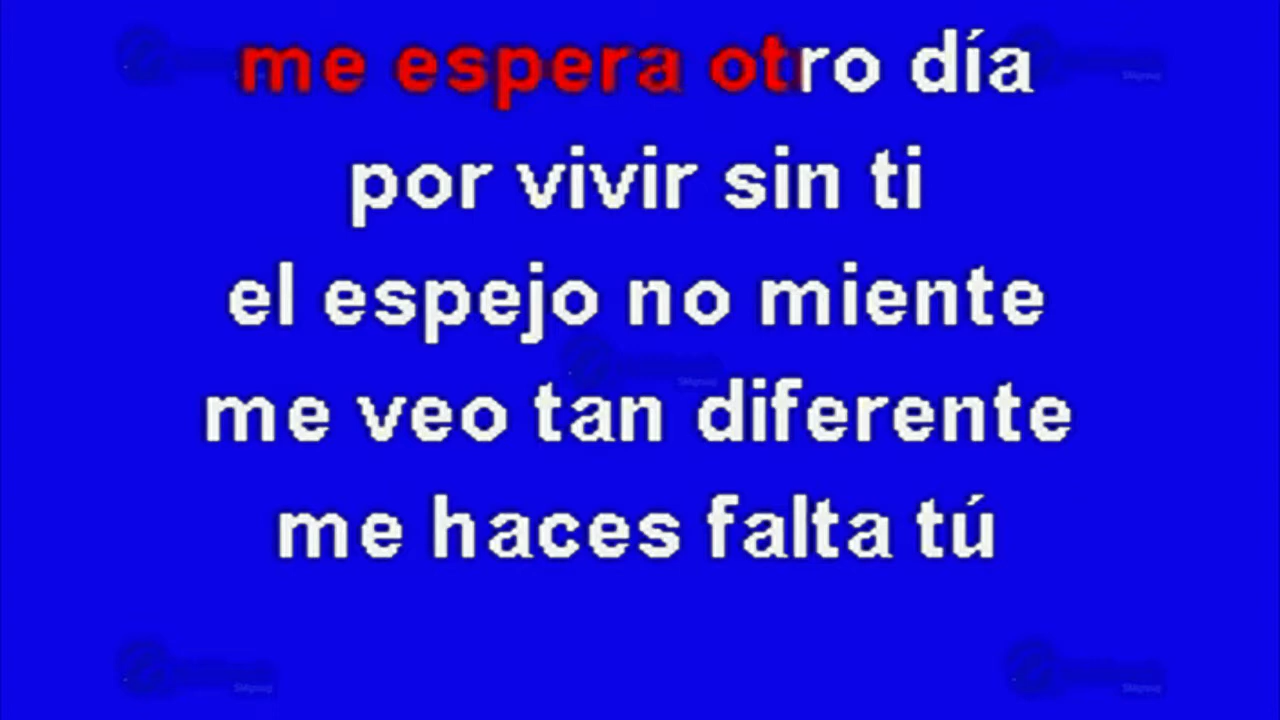 me espera otro día
por vivir sin ti
el espejo no miente
me veo tan diferente
me haces falta tú